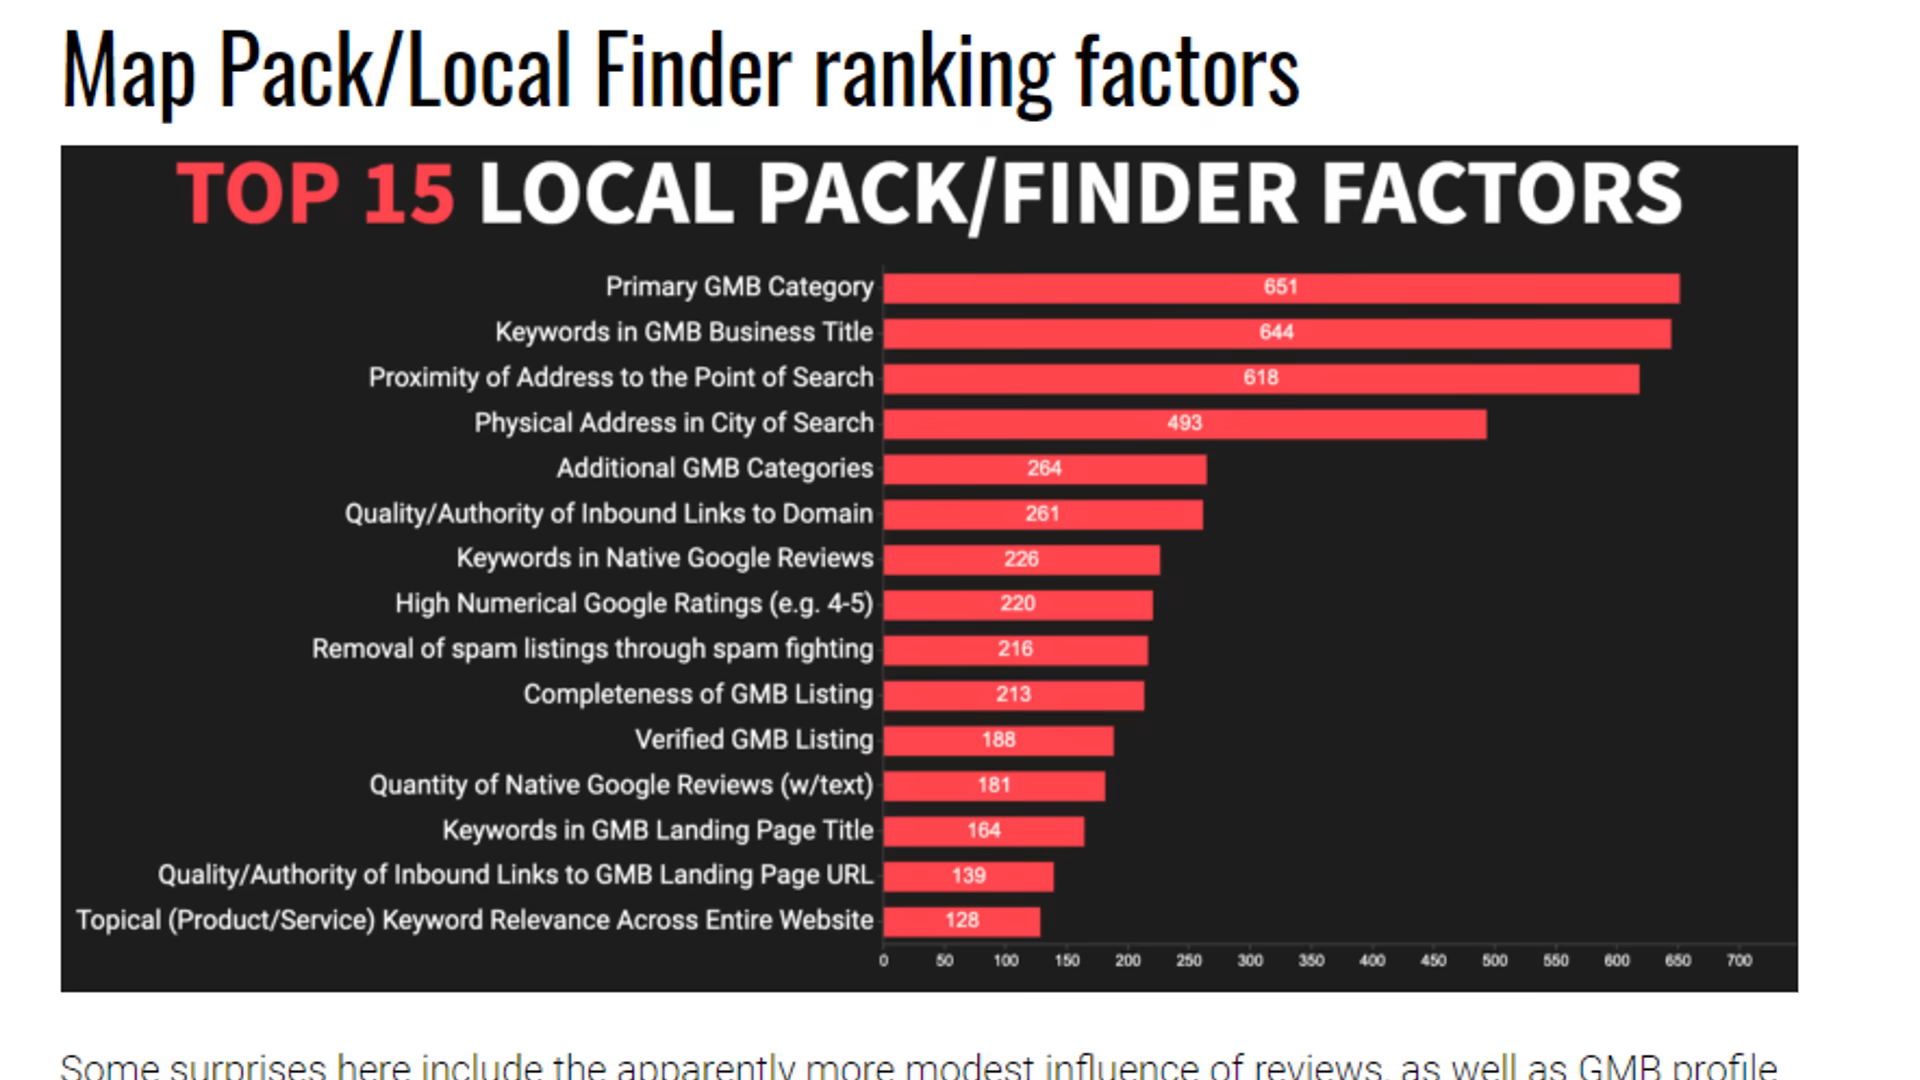 Map Pack/Local Finder ranking factors
TOP 15 LOCAL PACK/FINDER FACTORS
Primary GMB Category 651
Keywords in GMB Business Title 644
Proximity of Address to the Point of Search 618
Physical Address in City of Search 493
Additional GMB Categories 264
Quality/Authority of Inbound Links to Domain 261
Keywords in Native Google Reviews 226
High Numerical Google Ratings (e.g. 4-5) 220
Removal of spam listings through spam fighting 216
Completeness of GMB Listing 213
Verified GMB Listing 188
Quantity of Native Google Reviews (w/text) 181
Keywords in GMB Landing Page Title 164
Quality/Authority of Inbound Links to GMB Landing Page URL 139
Topical (Product/Service) Keyword Relevance Across Entire Website 128
0 50 100 150 200 250 300 350 400 450 500 550 600 650 700
Some surprises here include the apparently more modest influence of reviews, as well as GMB profile